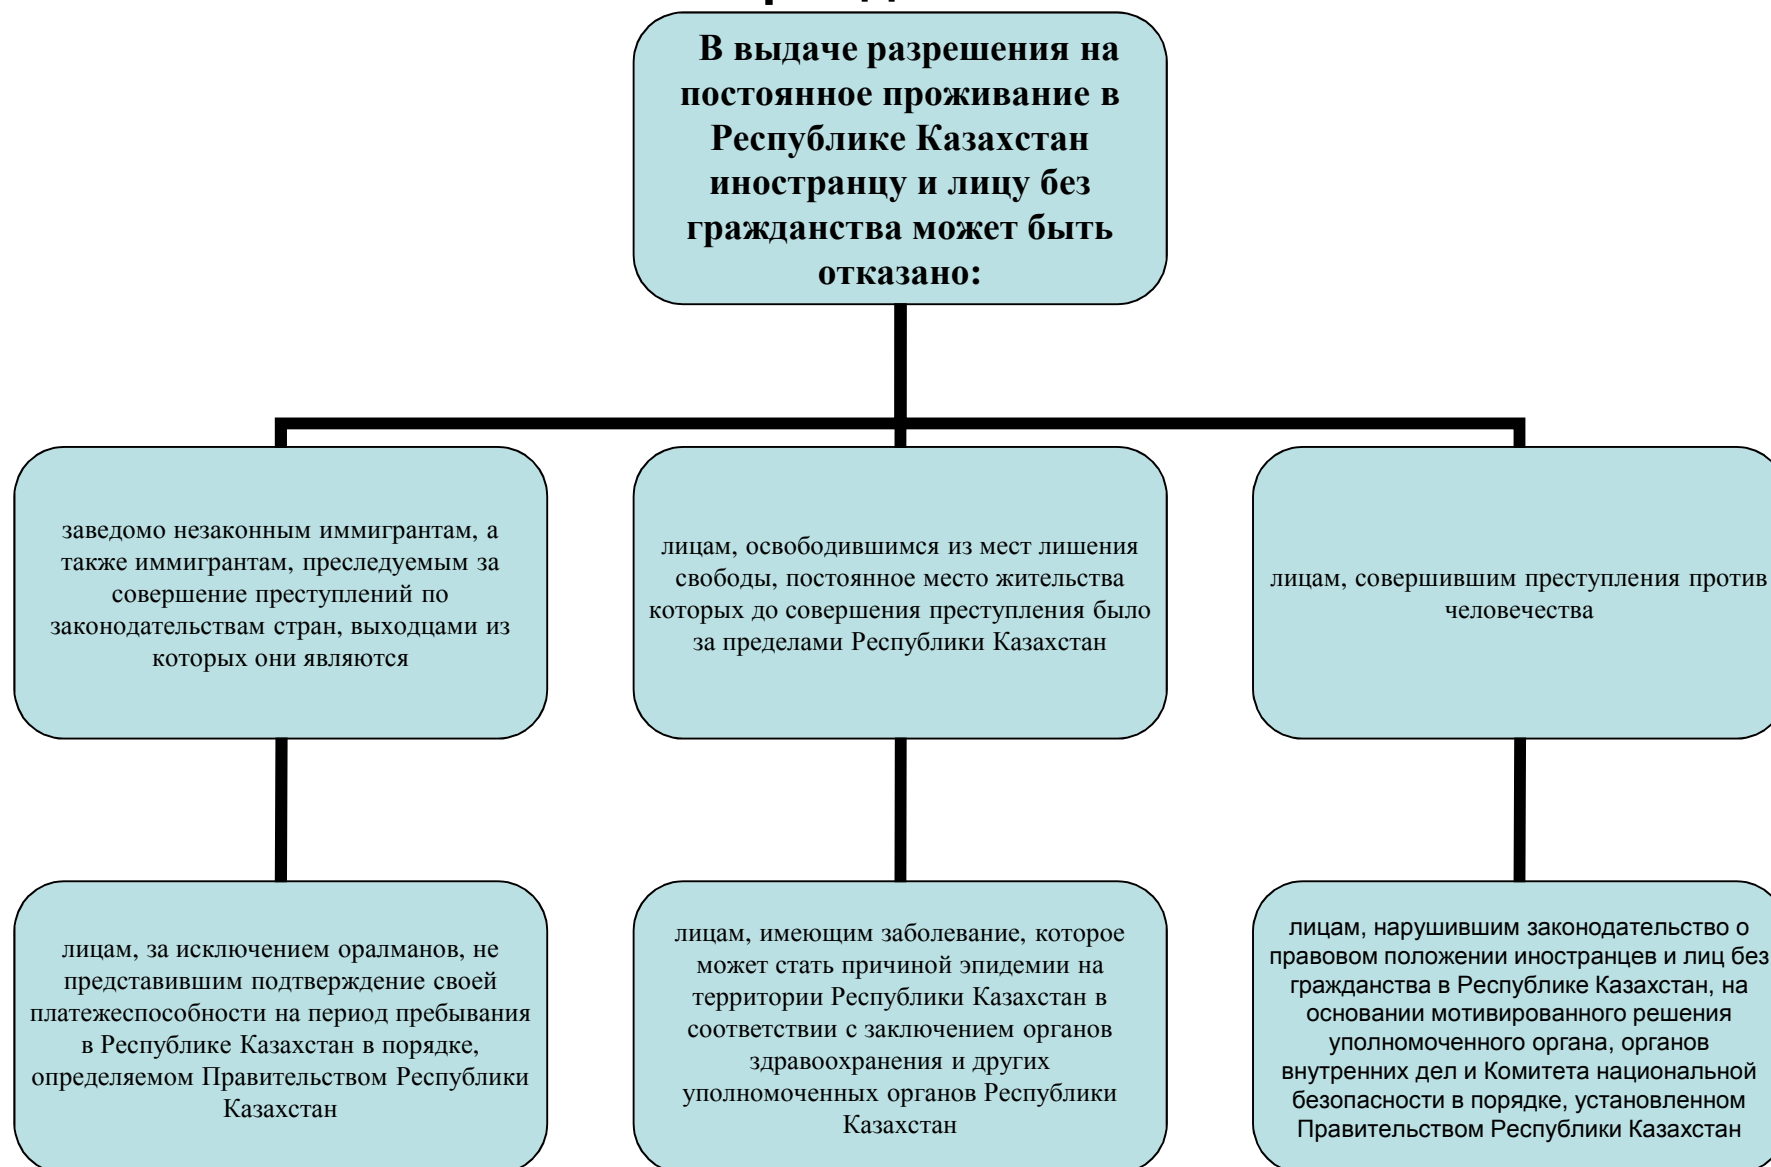 В выдаче разрешения на
постоянное проживание в
Республике Казахстан
иностранцу и лицу без
гражданства может быть
отказано:
заведомо незаконным иммигрантам, а
также иммигрантам, преследуемым за
совершение преступлений по
законодательствам стран, выходцами из
которых они являются
лицам, освободившимся из мест лишения
свободы, постоянное место жительства
которых до совершения преступления было
за пределами Республики Казахстан
лицам, совершившим преступления против
человечества
лицам, за исключением оралманов, не
представившим подтверждение своей
платежеспособности на период пребывания
в Республике Казахстан в порядке,
определяемом Правительством Республики
Казахстан
лицам, имеющим заболевание, которое
может стать причиной эпидемии на
территории Республики Казахстан в
соответствии с заключением органов
здравоохранения и других
уполномоченных органов Республики
Казахстан
лицам, нарушившим законодательство о
правовом положении иностранцев и лиц без
гражданства в Республике Казахстан, на
основании мотивированного решения
уполномоченного органа, органов
внутренних дел и Комитета национальной
безопасности в порядке, установленном
Правительством Республики Казахстан